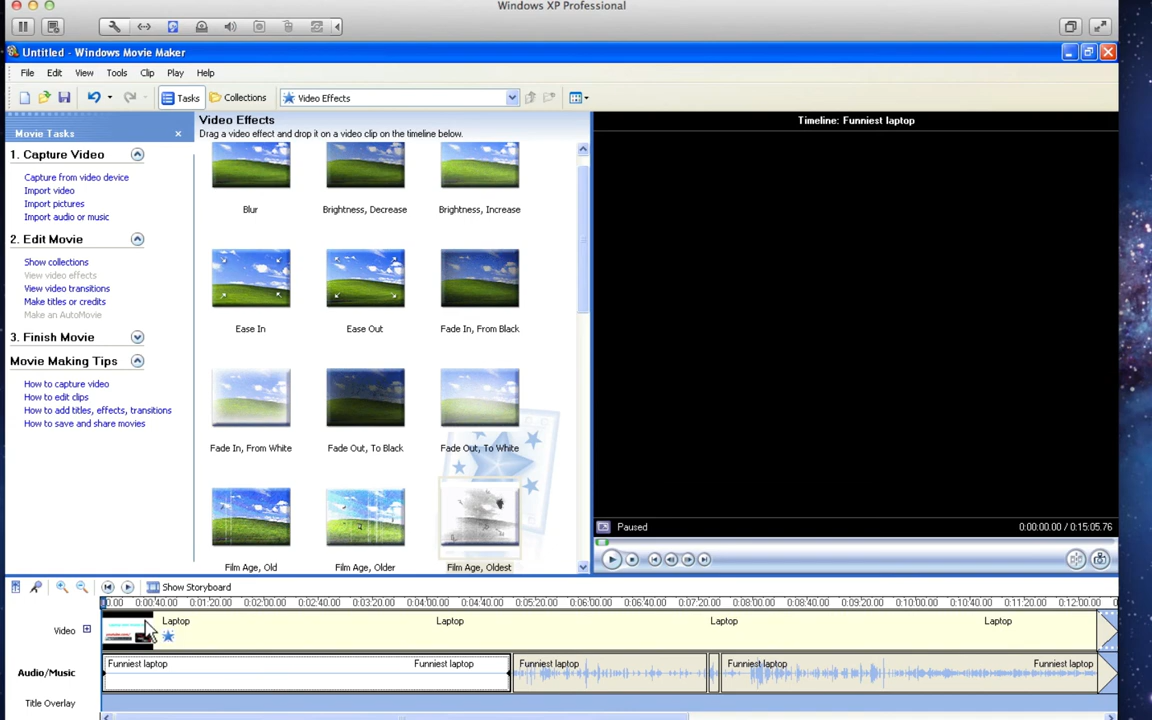 Windows XP Professional
Untitled - Windows Movie Maker
File Edit View Tools Clip Play Help
Tasks Collections Video Effects
Movie Tasks
1. Capture Video
Capture from video device
Import video
Import pictures
Import audio or music
2. Edit Movie
Show collections
View video effects
View video transitions
Make titles or credits
Make an AutoMovie
3. Finish Movie
Movie Making Tips
How to capture video
How to edit clips
How to add titles, effects, transitions
How to save and share movies
Video Effects
Drag a video effect and drop it on a video clip on the timeline below.
Blur Brightness, Decrease Brightness, Increase
Ease In Ease Out Fade In, From Black
Fade In, From White Fade Out, To Black Fade Out, To White
Film Age, Old Film Age, Older Film Age, Oldest
Timeline: Funniest laptop
Paused 0:00:00.00 / 0:15:05.76
Show Storyboard
0:00:40.00 0:01:20.00 0:02:00.00 0:02:40.00 0:03:20.00 0:04:00.00 0:04:40.00 0:05:20.00 0:06:00.00 0:06:40.00 0:07:20.00 0:08:00.00 0:08:40.00 0:09:20.00 0:10:00.00 0:10:40.00 0:11:20.00 0:12:00.00
Video Laptop Laptop Laptop Laptop
Audio/Music Funniest laptop Funniest laptop Funniest laptop Funniest laptop Funniest laptop
Title Overlay